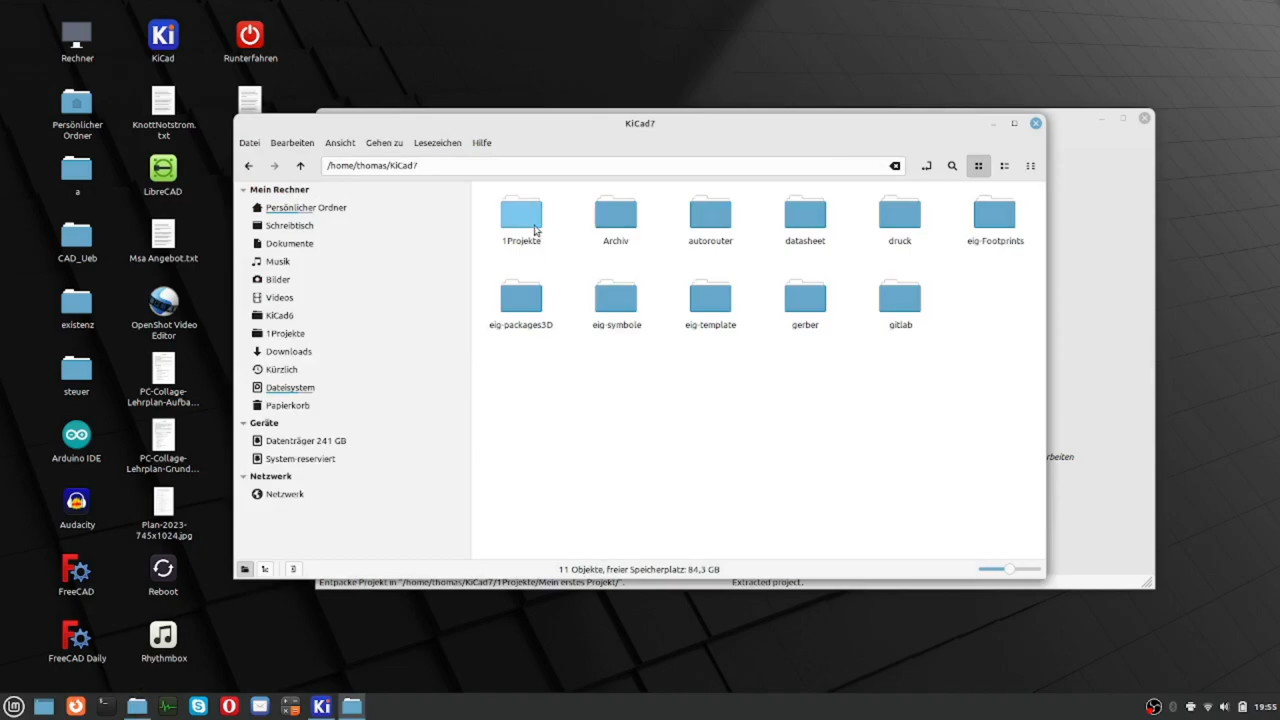 Rechner
KiCad
Runterfahren
Persönlicher
Ordner
KnottNotstrom.
txt
a
LibreCAD
CAD_Ueb
Msa Angebot.txt
existenz
OpenShot Video
Editor
steuer
PC-Collage-
Lehrplan-Aufba...
Arduino IDE
PC-Collage-
Lehrplan-Grund...
Audacity
Plan-2023-
745x1024.jpg
FreeCAD
Reboot
FreeCAD Daily
Rhythmbox
KiCad7
Datei Bearbeiten Ansicht Gehen zu Lesezeichen Hilfe
/home/thomas/KiCad7
Mein Rechner
Persönlicher Ordner
Schreibtisch
Dokumente
Musik
Bilder
Videos
KiCad6
1Projekte
Downloads
Kürzlich
Dateisystem
Papierkorb
Geräte
Datenträger 241 GB
System-reserviert
Netzwerk
Netzwerk
1Projekte Archiv autorouter datasheet druck eig-Footprints
eig-packages3D eig-symbole eig-template gerber gitlab
11 Objekte, freier Speicherplatz: 84,3 GB
rbeiten
Entpacke Projekt in "/home/thomas/KiCad7/1Projekte/Mein erstes Projekt/". Extracted project.
Ki
Ki
19:55